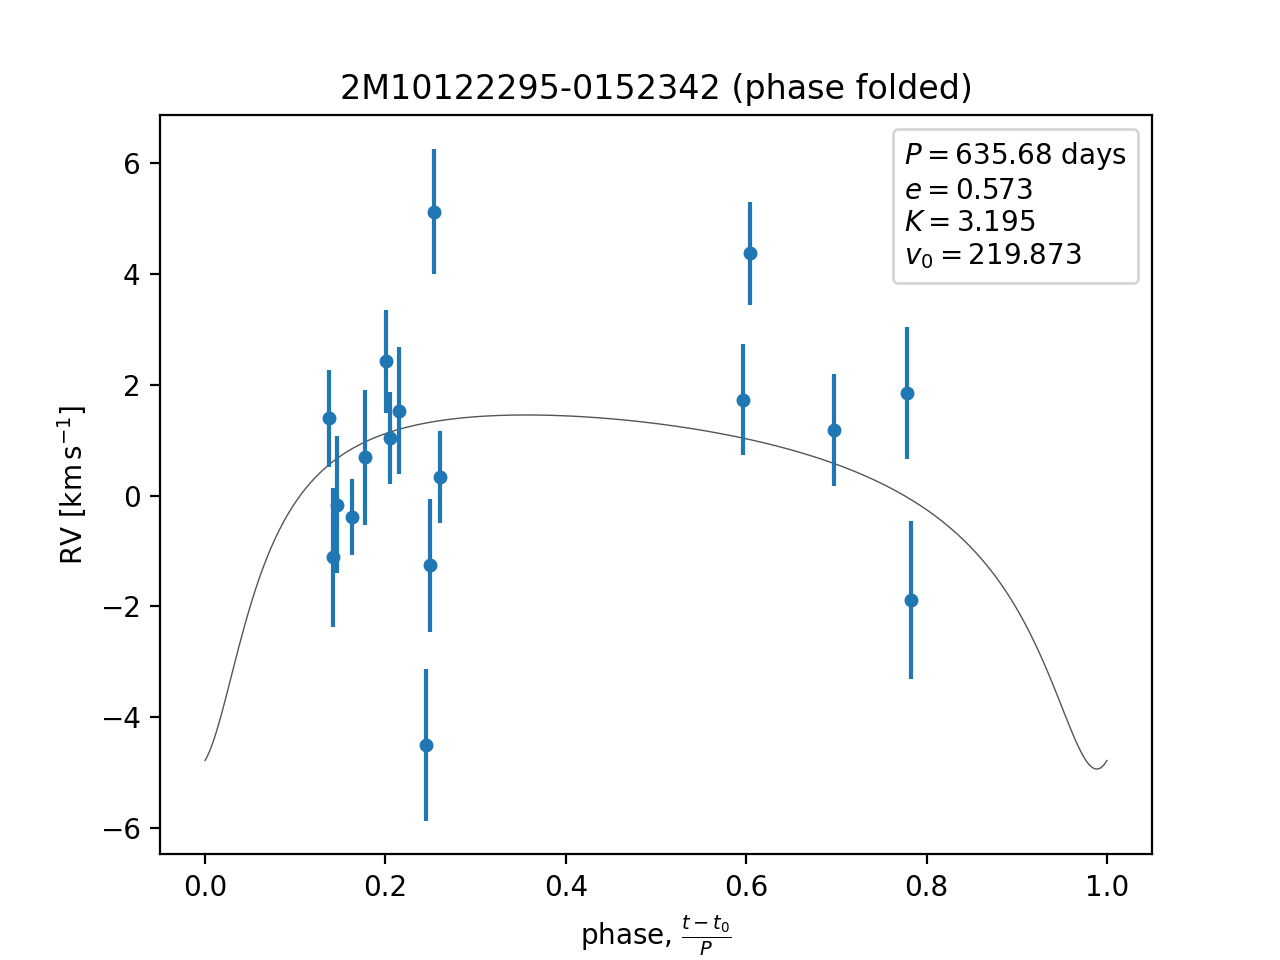 2M10122295-0152342 (phase folded)
P = 635.68 days
e = 0.573
K = 3.195
v₀ = 219.873
RV [km s⁻¹]
6
4
2
0
−2
−4
−6
0.0 0.2 0.4 0.6 0.8 1.0
phase, (t − t₀)/P